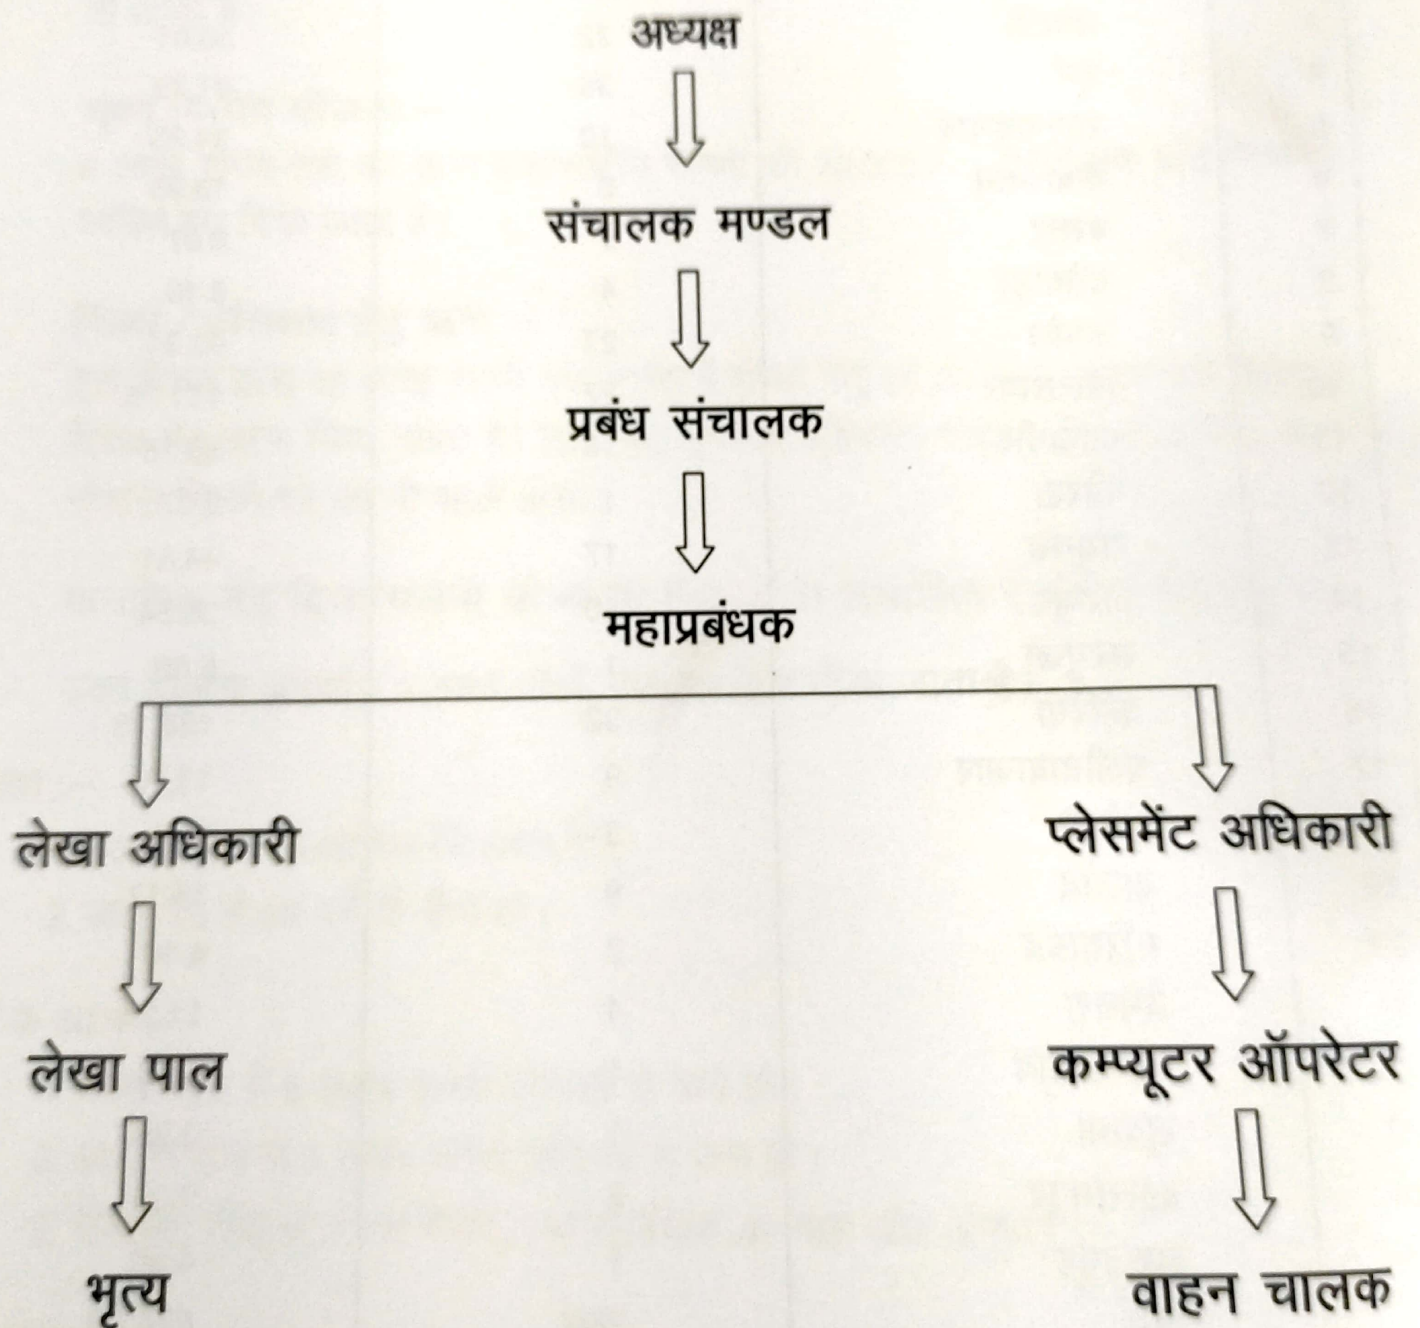 अध्यक्ष
संचालक मण्डल
प्रबंध संचालक
महाप्रबंधक
लेखा अधिकारी
प्लेसमेंट अधिकारी
लेखा पाल
कम्प्यूटर ऑपरेटर
भृत्य
वाहन चालक